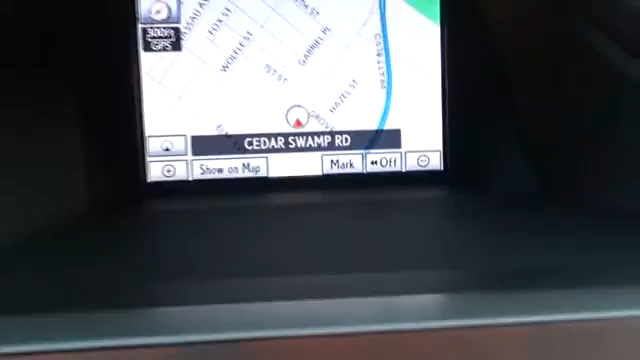 300ft
GPS
FOX ST
WOLFLE ST
GABRIEL PL
1ST ST
HAZEL ST
GROVE
PRATT BLVD
CEDAR SWAMP RD
Show on Map
Mark
Off